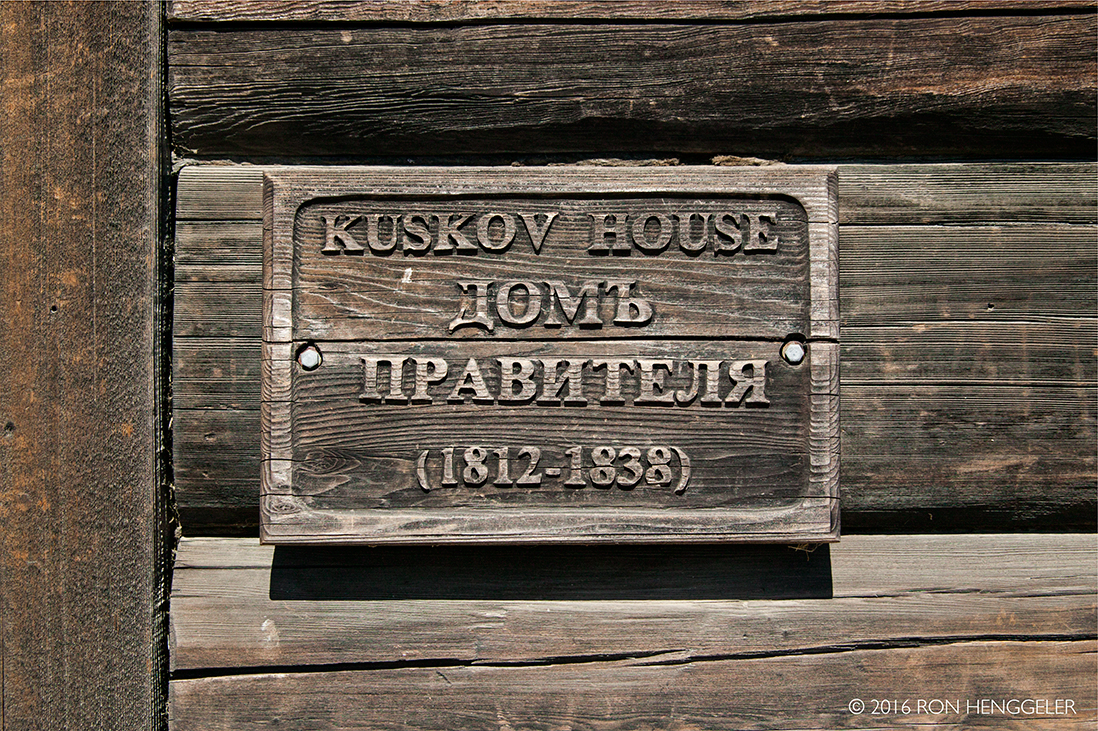 KUSKOV HOUSE
ДОМЪ
ПРАВИТЕЛЯ
(1812-1838)
© 2016 RON HENGGELER